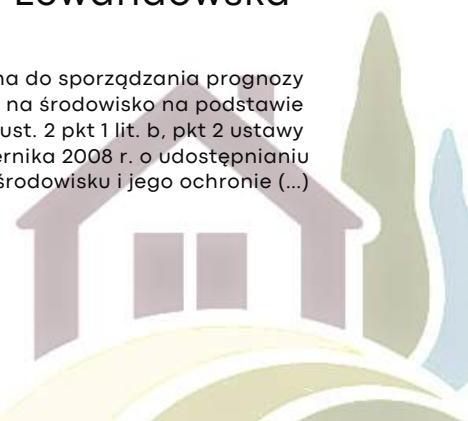 Lewandowska
na do sporządzania prognozy
na środowisko na podstawie
ust. 2 pkt 1 lit. b, pkt 2 ustawy
ernika 2008 r. o udostępnianiu
środowisku i jego ochronie (...)